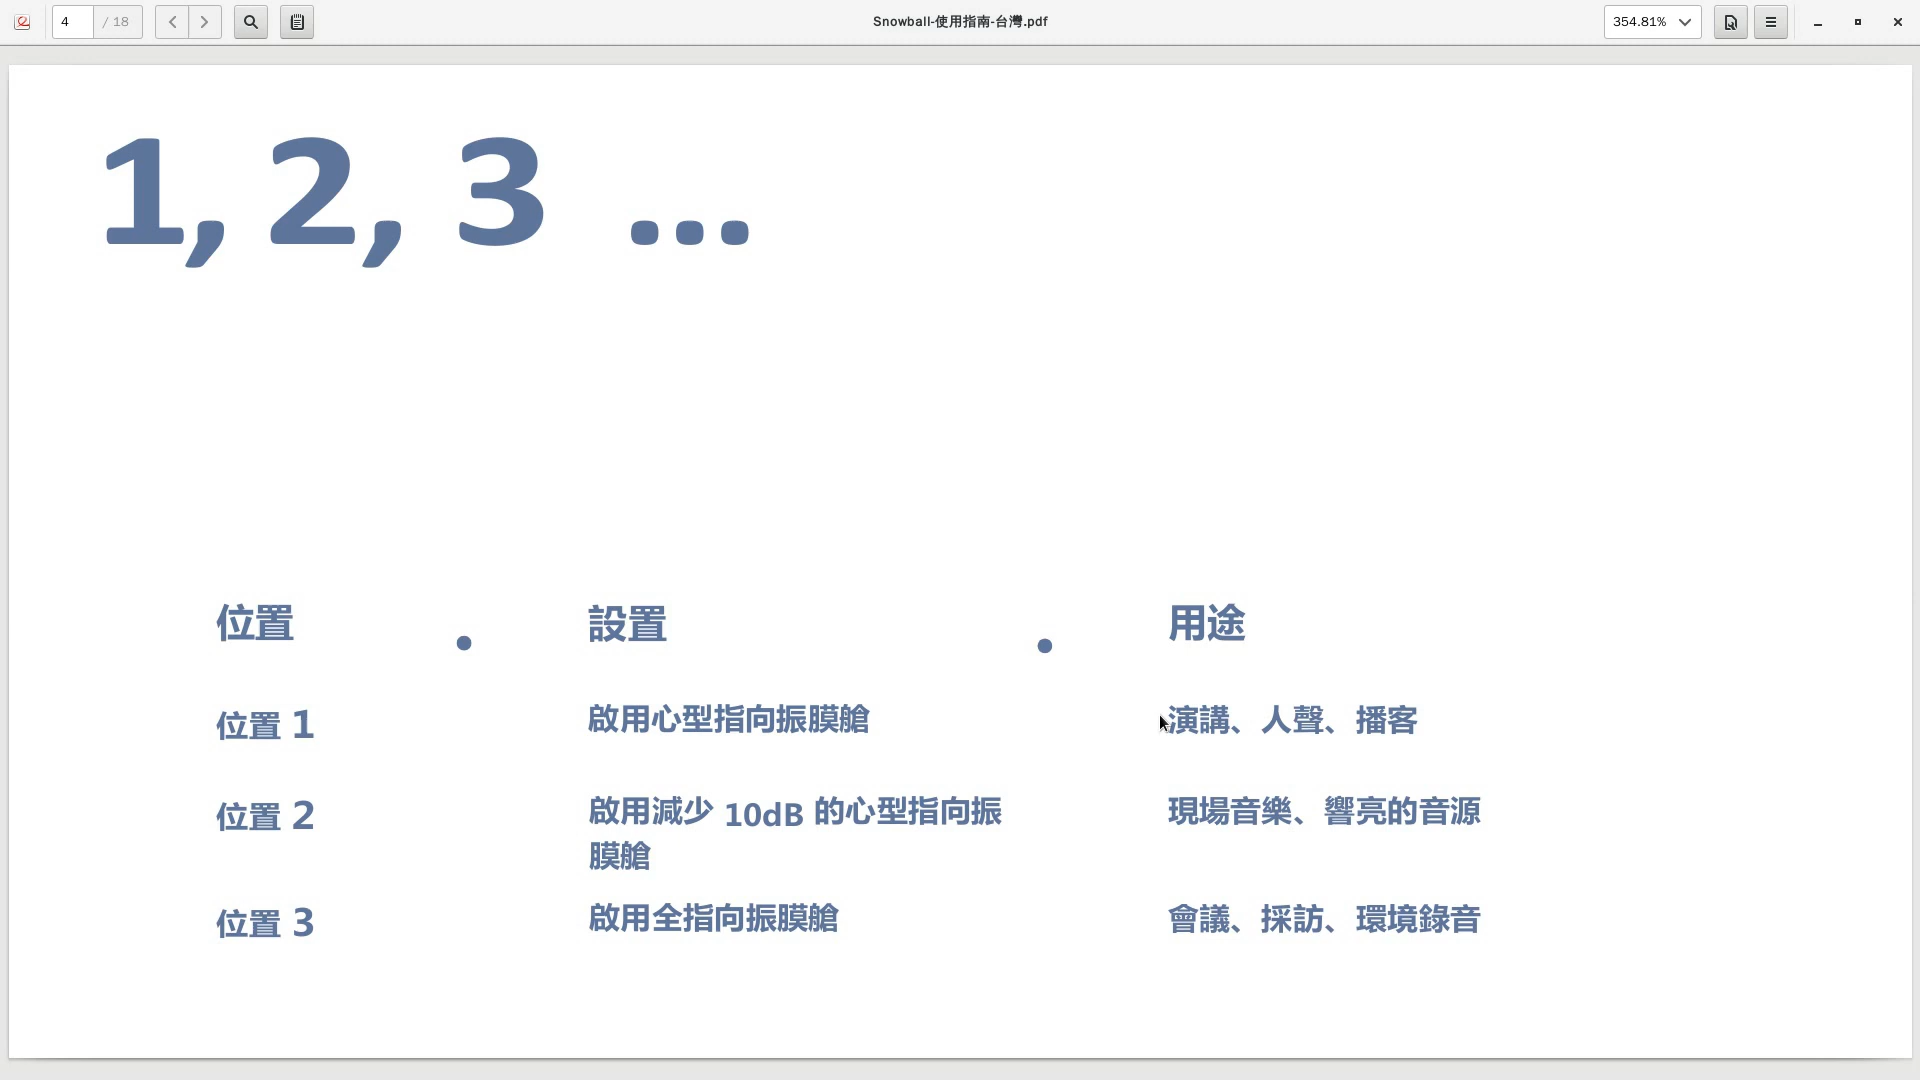 4 / 18 Snowball-使用指南-台灣.pdf 354.81%
1, 2, 3 ...
位置 • 設置 • 用途
位置 1 啟用心型指向振膜艙 演講、人聲、播客
位置 2 啟用減少 10dB 的心型指向振 現場音樂、響亮的音源
膜艙
位置 3 啟用全指向振膜艙 會議、採訪、環境錄音